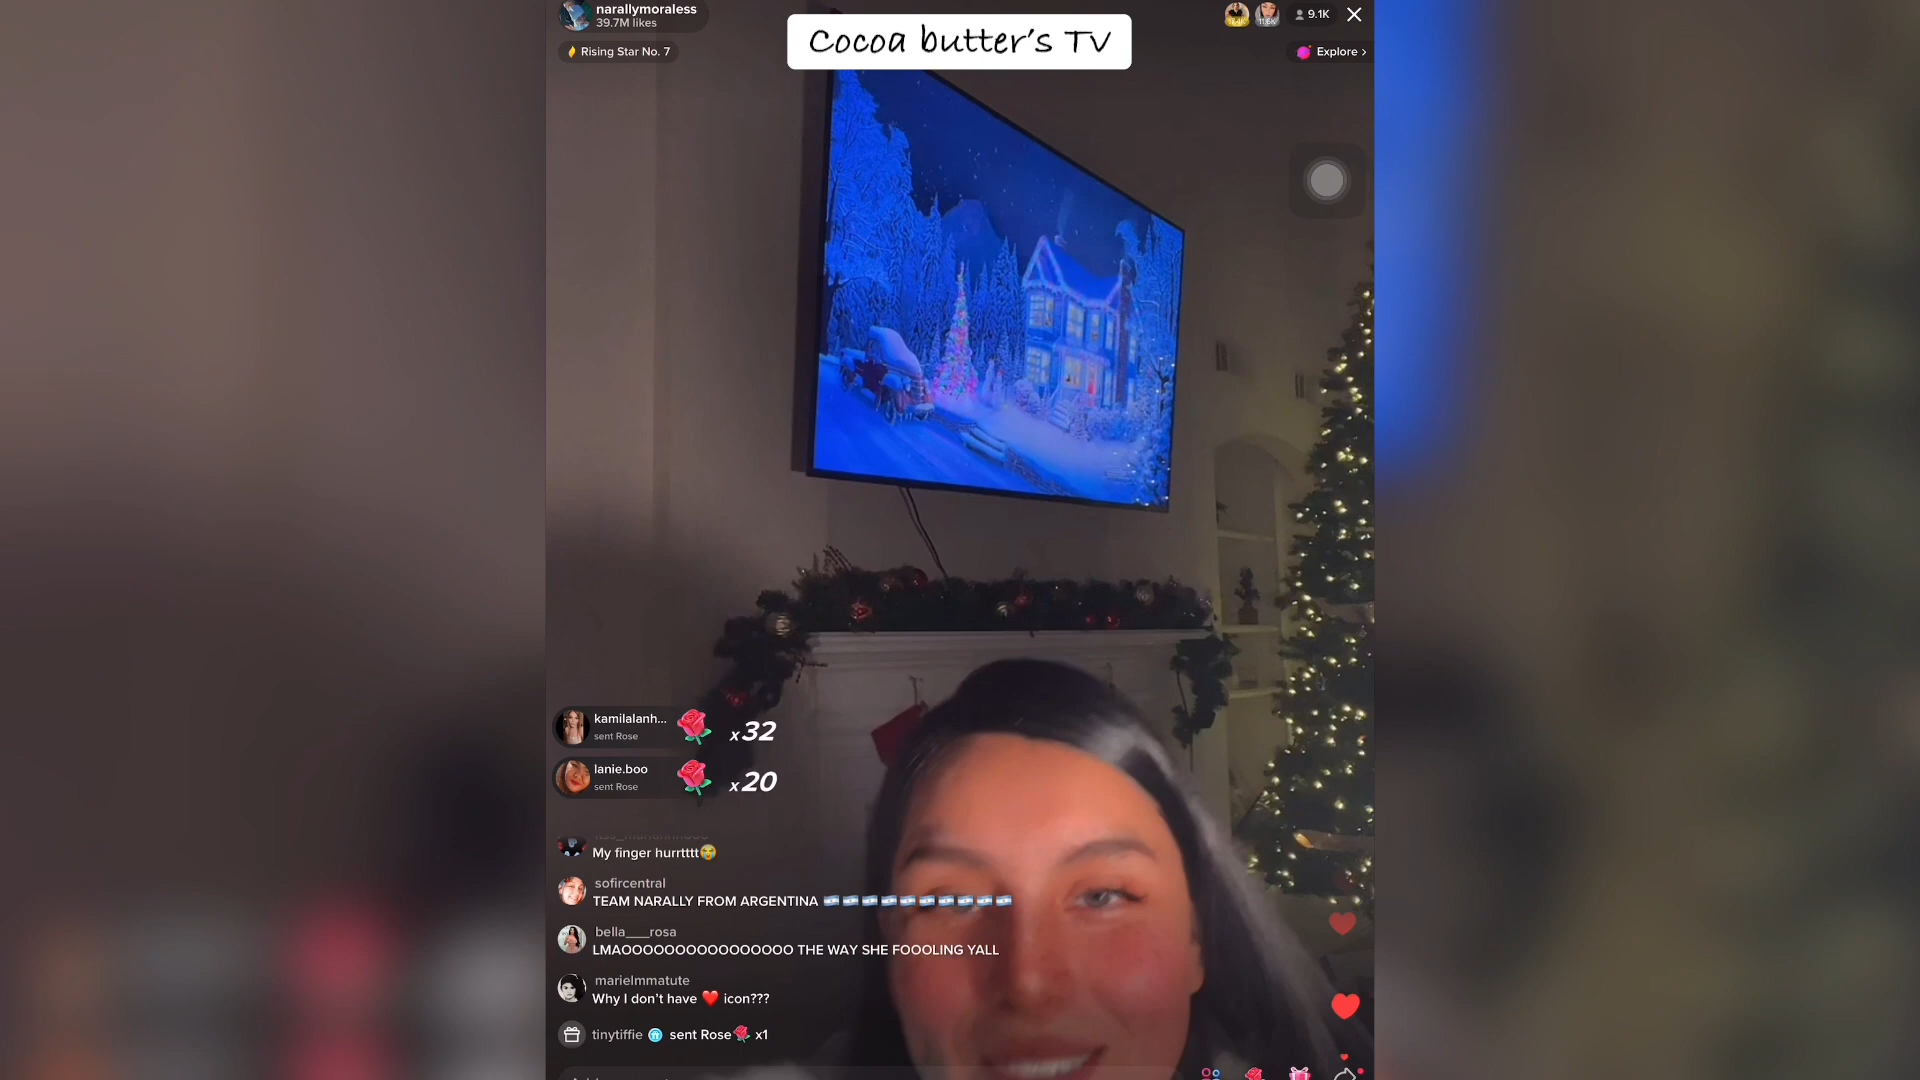 narallymoraless
39.7M likes
9.1K
Rising Star No. 7
Explore >
Cocoa butter's TV
kamilalanh...
sent Rose
x32
lanie.boo
sent Rose
x20
My finger hurrtttt😭
sofircentral
TEAM NARALLY FROM ARGENTINA 🇦🇷🇦🇷🇦🇷🇦🇷🇦🇷🇦🇷🇦🇷🇦🇷🇦🇷🇦🇷
bella___rosa
LMAOOOOOOOOOOOOOOOO THE WAY SHE FOOOLING YALL
marielmmatute
Why I don't have ❤️ icon???
tinytiffie sent Rose🌹 x1